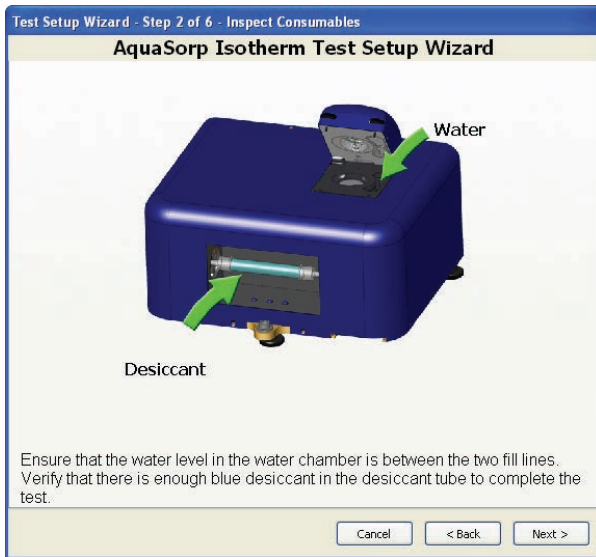 Test Setup Wizard - Step 2 of 6 - Inspect Consumables
AquaSorp Isotherm Test Setup Wizard
Water
Desiccant
Ensure that the water level in the water chamber is between the two fill lines.
Verify that there is enough blue desiccant in the desiccant tube to complete the
test.
Cancel
< Back
Next >